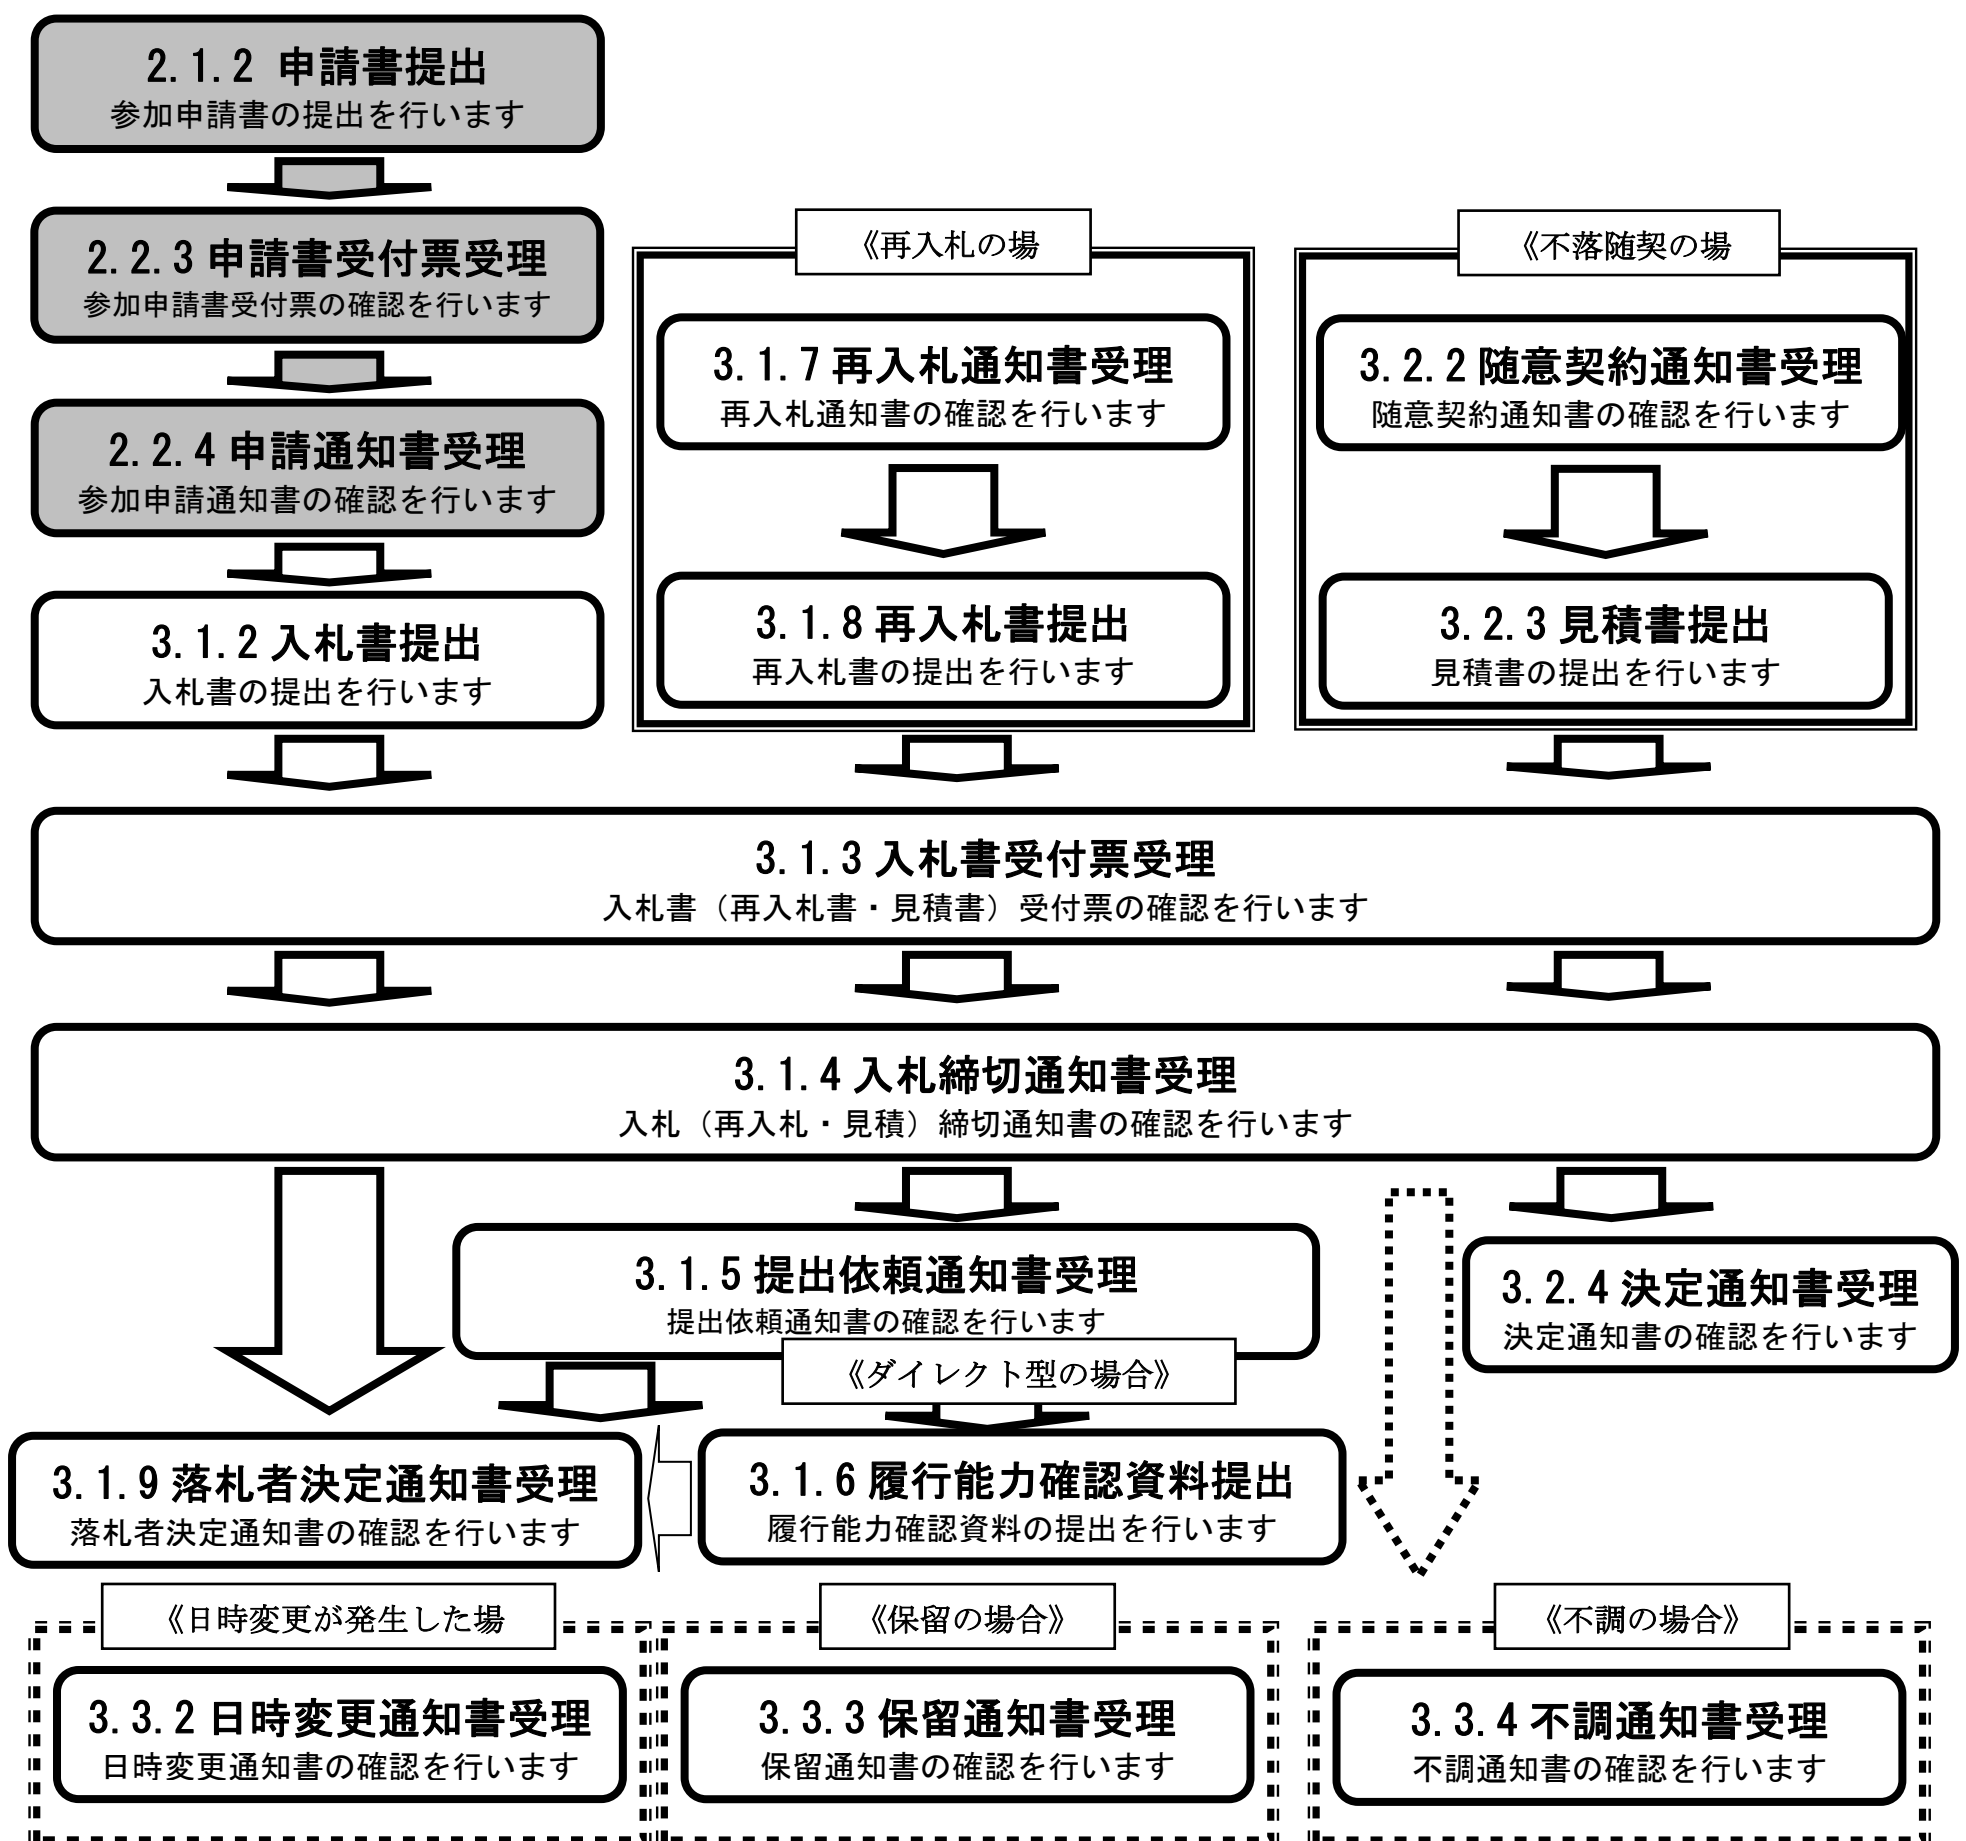 2.1.2 申請書提出
参加申請書の提出を行います
2.2.3 申請書受付票受理
参加申請書受付票の確認を行います
2.2.4 申請通知書受理
参加申請通知書の確認を行います
3.1.2 入札書提出
入札書の提出を行います
《再入札の場
3.1.7 再入札通知書受理
再入札通知書の確認を行います
3.1.8 再入札書提出
再入札書の提出を行います
《不落随契の場
3.2.2 随意契約通知書受理
随意契約通知書の確認を行います
3.2.3 見積書提出
見積書の提出を行います
3.1.3 入札書受付票受理
入札書（再入札書・見積書）受付票の確認を行います
3.1.4 入札締切通知書受理
入札（再入札・見積）締切通知書の確認を行います
3.1.5 提出依頼通知書受理
提出依頼通知書の確認を行います
3.2.4 決定通知書受理
決定通知書の確認を行います
《ダイレクト型の場合》
3.1.9 落札者決定通知書受理
落札者決定通知書の確認を行います
3.1.6 履行能力確認資料提出
履行能力確認資料の提出を行います
《日時変更が発生した場
3.3.2 日時変更通知書受理
日時変更通知書の確認を行います
《保留の場合》
3.3.3 保留通知書受理
保留通知書の確認を行います
《不調の場合》
3.3.4 不調通知書受理
不調通知書の確認を行います